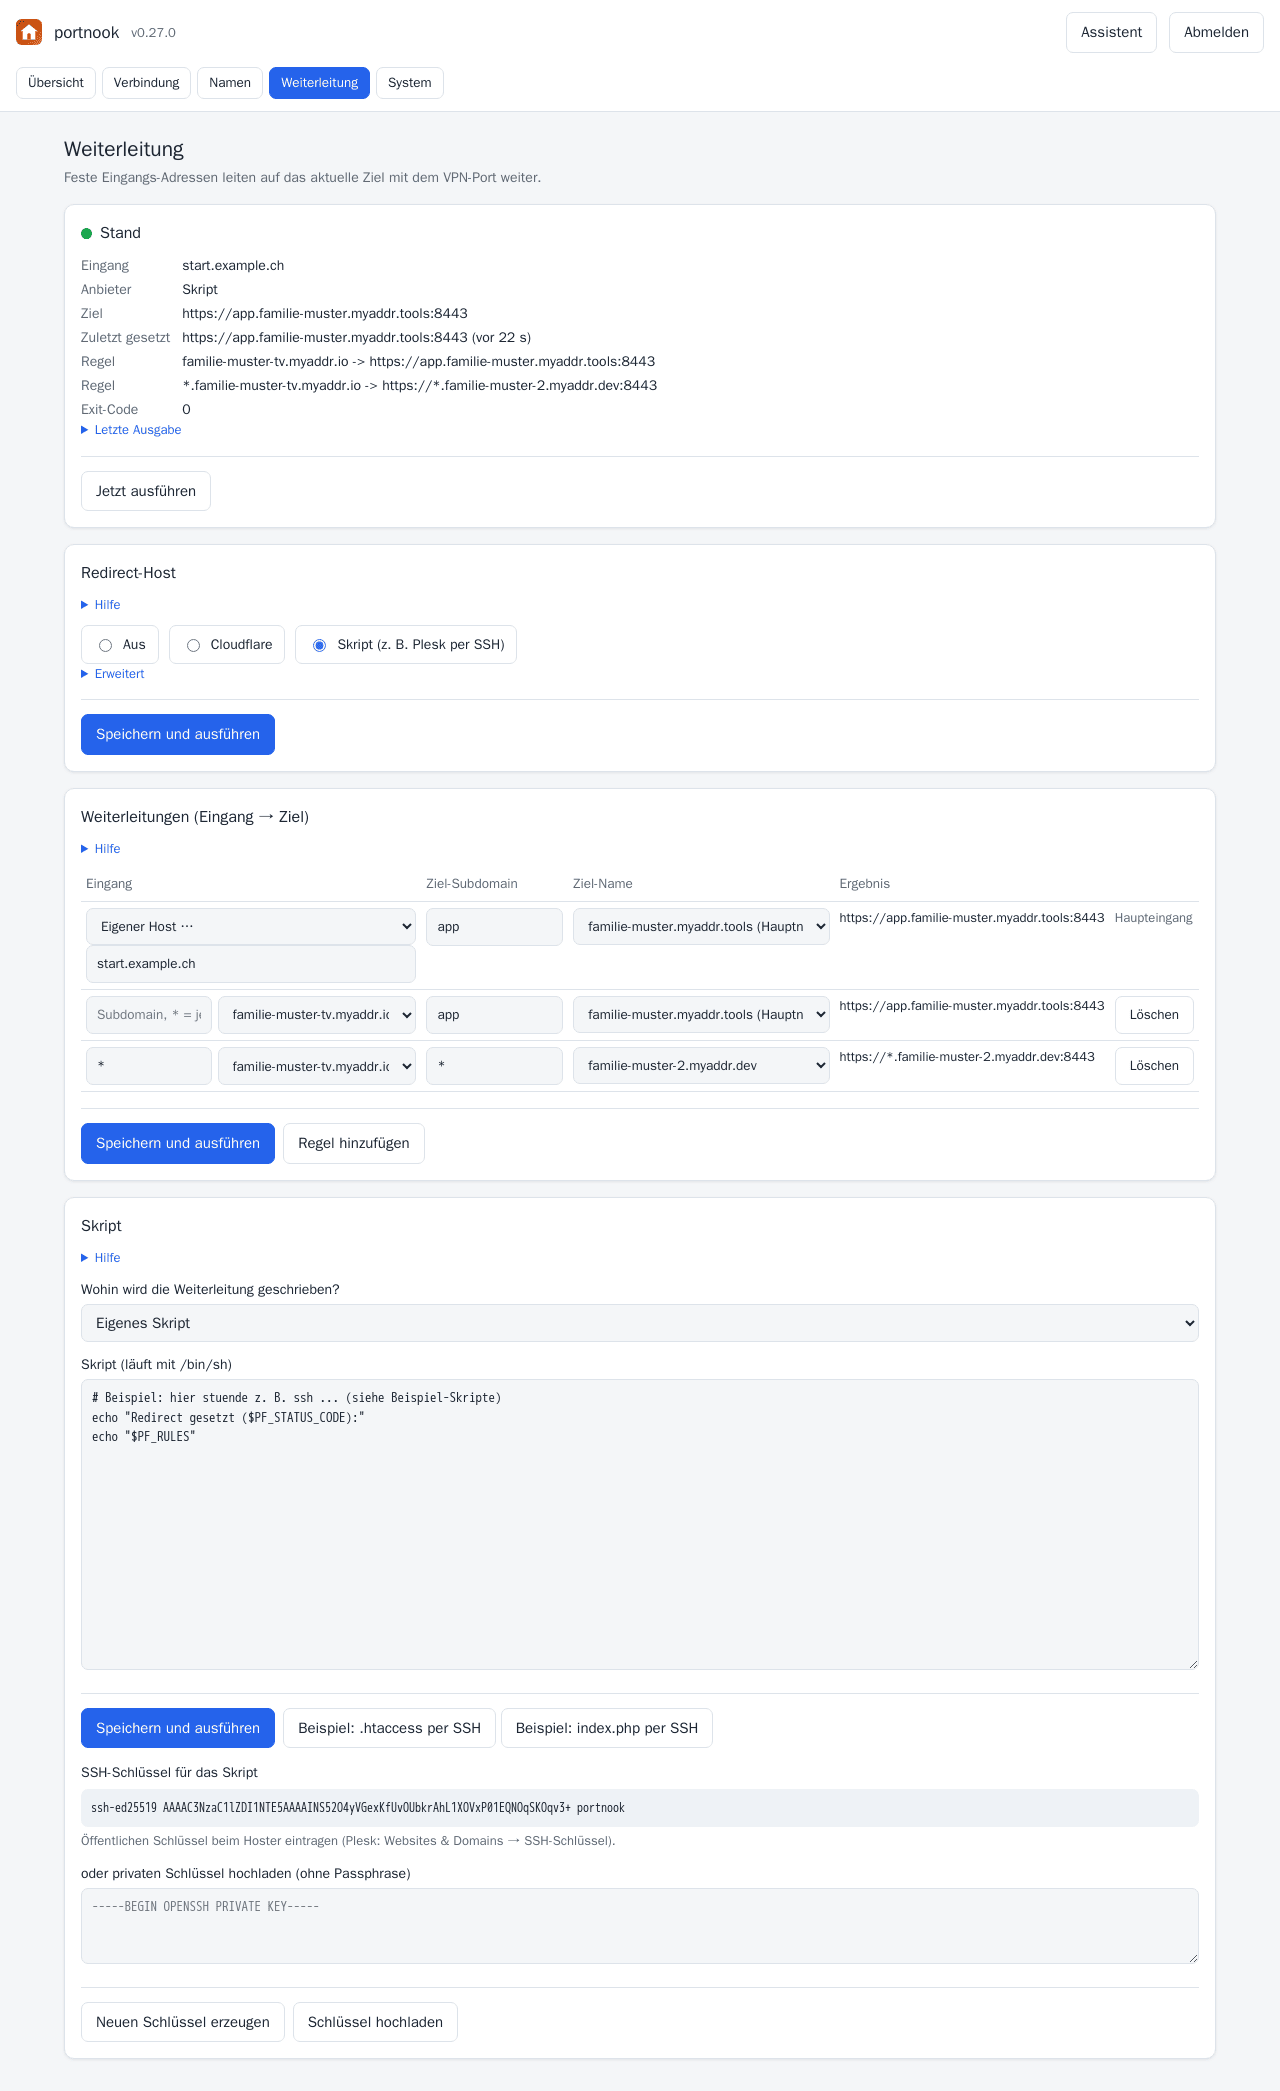 portnook v0.27.0
Assistent Abmelden
Übersicht Verbindung Namen Weiterleitung System
Weiterleitung
Feste Eingangs-Adressen leiten auf das aktuelle Ziel mit dem VPN-Port weiter.
Stand
Eingang start.example.ch
Anbieter Skript
Ziel https://app.familie-muster.myaddr.tools:8443
Zuletzt gesetzt https://app.familie-muster.myaddr.tools:8443 (vor 22 s)
Regel familie-muster-tv.myaddr.io -> https://app.familie-muster.myaddr.tools:8443
Regel *.familie-muster-tv.myaddr.io -> https://*.familie-muster-2.myaddr.dev:8443
Exit-Code 0
Letzte Ausgabe
Jetzt ausführen
Redirect-Host
Hilfe
Aus Cloudflare Skript (z. B. Plesk per SSH)
Erweitert
Speichern und ausführen
Weiterleitungen (Eingang → Ziel)
Hilfe
Eingang Ziel-Subdomain Ziel-Name Ergebnis
Eigener Host ··· app familie-muster.myaddr.tools (Hauptn https://app.familie-muster.myaddr.tools:8443 Haupteingang
start.example.ch
Subdomain, * = je familie-muster-tv.myaddr.io app familie-muster.myaddr.tools (Hauptn https://app.familie-muster.myaddr.tools:8443 Löschen
* familie-muster-tv.myaddr.io * familie-muster-2.myaddr.dev https://*.familie-muster-2.myaddr.dev:8443 Löschen
Speichern und ausführen Regel hinzufügen
Skript
Hilfe
Wohin wird die Weiterleitung geschrieben?
Eigenes Skript
Skript (läuft mit /bin/sh)
# Beispiel: hier stuende z. B. ssh ... (siehe Beispiel-Skripte)
echo "Redirect gesetzt ($PF_STATUS_CODE):"
echo "$PF_RULES"
Speichern und ausführen Beispiel: .htaccess per SSH Beispiel: index.php per SSH
SSH-Schlüssel für das Skript
ssh-ed25519 AAAAC3NzaC1lZDI1NTE5AAAAINS52O4yVGexKfUvOUbkrAhL1XOVxP01EQNOqSKOqv3+ portnook
Öffentlichen Schlüssel beim Hoster eintragen (Plesk: Websites & Domains → SSH-Schlüssel).
oder privaten Schlüssel hochladen (ohne Passphrase)
-----BEGIN OPENSSH PRIVATE KEY-----
Neuen Schlüssel erzeugen Schlüssel hochladen